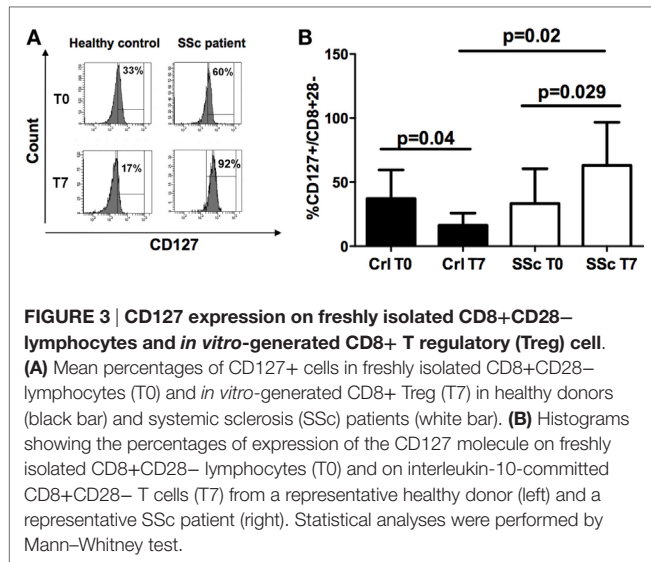 A
Healthy control
SSc patient
T0
33%
60%
Count
T7
17%
92%
CD127
B
p=0.02
p=0.029
p=0.04
%CD127+/CD8+28-
150
100
50
0
Crl T0
Crl T7
SSc T0
SSc T7
FIGURE 3 | CD127 expression on freshly isolated CD8+CD28−
lymphocytes and in vitro-generated CD8+ T regulatory (Treg) cell.
(A) Mean percentages of CD127+ cells in freshly isolated CD8+CD28−
lymphocytes (T0) and in vitro-generated CD8+ Treg (T7) in healthy donors
(black bar) and systemic sclerosis (SSc) patients (white bar). (B) Histograms
showing the percentages of expression of the CD127 molecule on freshly
isolated CD8+CD28− lymphocytes (T0) and on interleukin-10-committed
CD8+CD28− T cells (T7) from a representative healthy donor (left) and a
representative SSc patient (right). Statistical analyses were performed by
Mann–Whitney test.